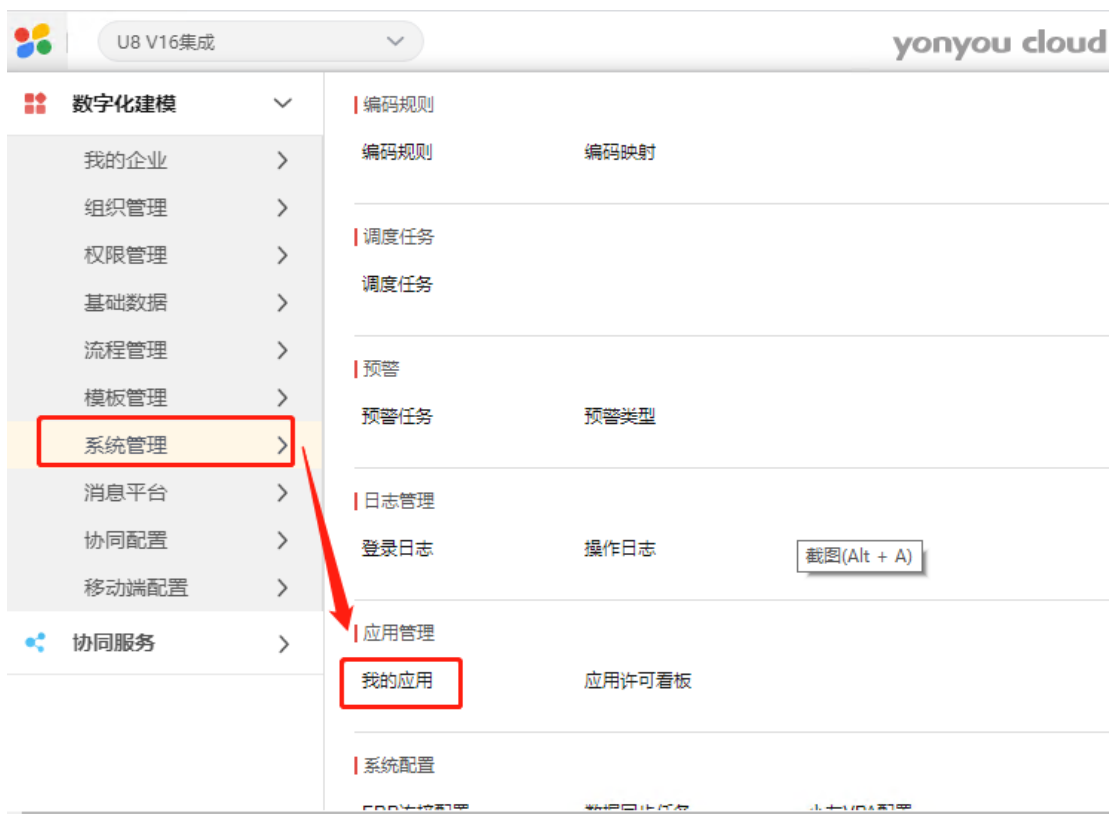 U8 V16集成
yonyou cloud
数字化建模
我的企业
组织管理
权限管理
基础数据
流程管理
模板管理
系统管理
消息平台
协同配置
移动端配置
协同服务
编码规则
编码规则 编码映射
调度任务
调度任务
预警
预警任务 预警类型
日志管理
登录日志 操作日志
截图(Alt + A)
应用管理
我的应用 应用许可看板
系统配置